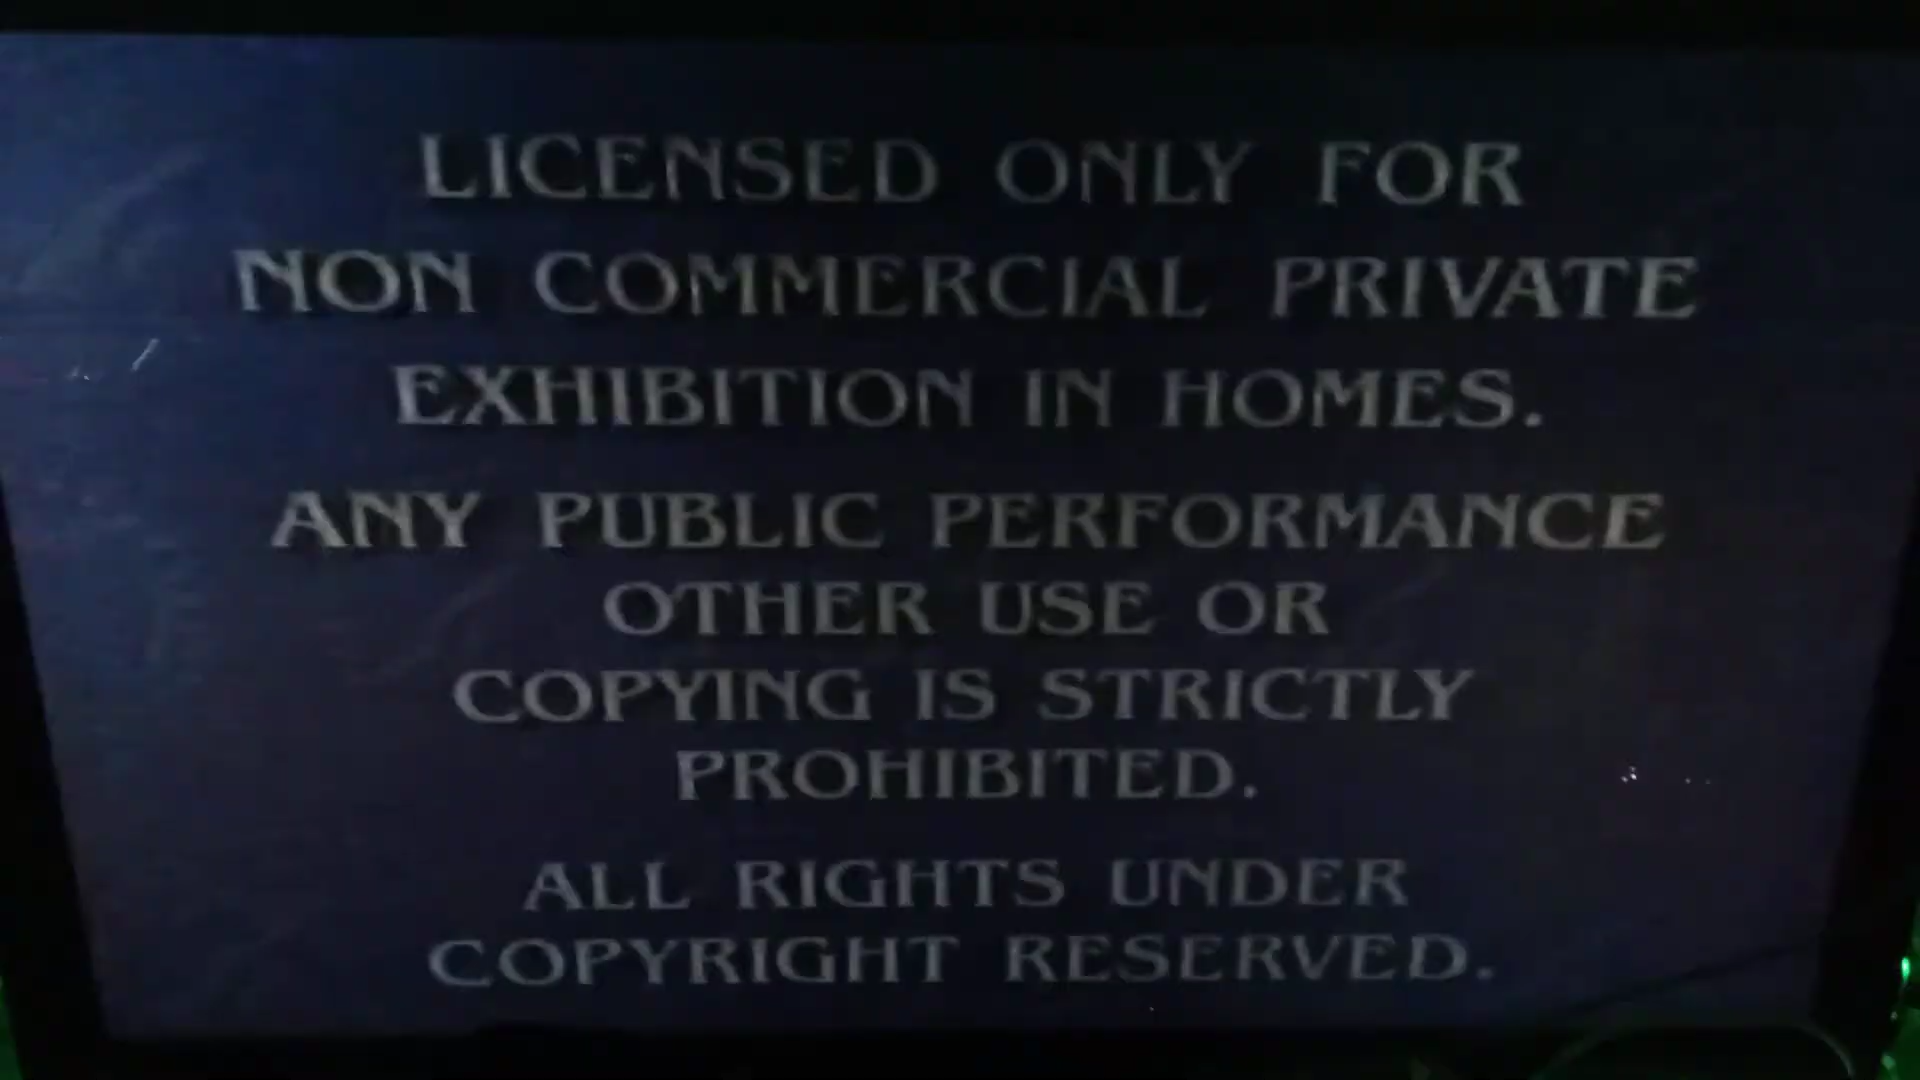 LICENSED ONLY FOR
NON COMMERCIAL PRIVATE
EXHIBITION IN HOMES.
ANY PUBLIC PERFORMANCE
OTHER USE OR
COPYING IS STRICTLY
PROHIBITED.
ALL RIGHTS UNDER
COPYRIGHT RESERVED.